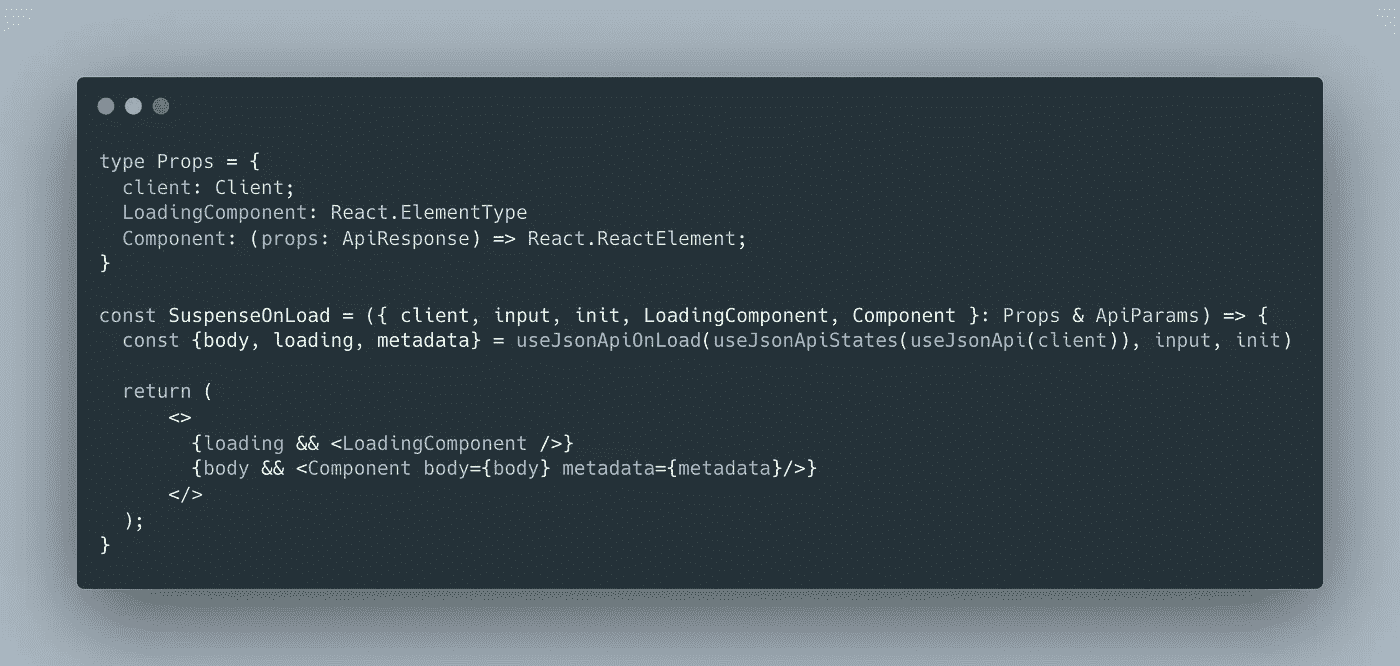 type Props = {
  client: Client;
  LoadingComponent: React.ElementType
  Component: (props: ApiResponse) => React.ReactElement;
}

const SuspenseOnLoad = ({ client, input, init, LoadingComponent, Component }: Props & ApiParams) => {
  const {body, loading, metadata} = useJsonApiOnLoad(useJsonApiStates(useJsonApi(client)), input, init)

  return (
      <>
        {loading && <LoadingComponent />}
        {body && <Component body={body} metadata={metadata}/>}
      </>
  );
}